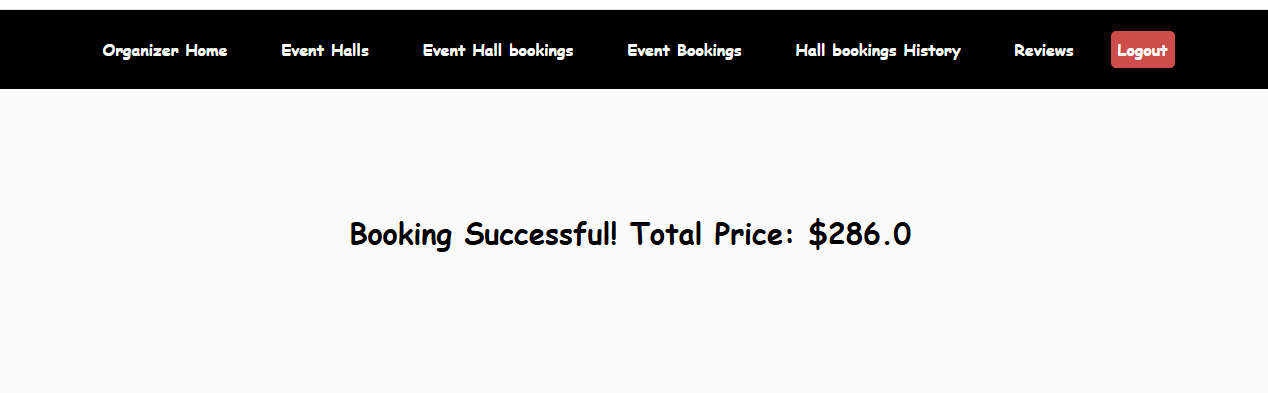 Organizer Home Event Halls Event Hall bookings Event Bookings Hall bookings History Reviews Logout
Booking Successful! Total Price: $286.0